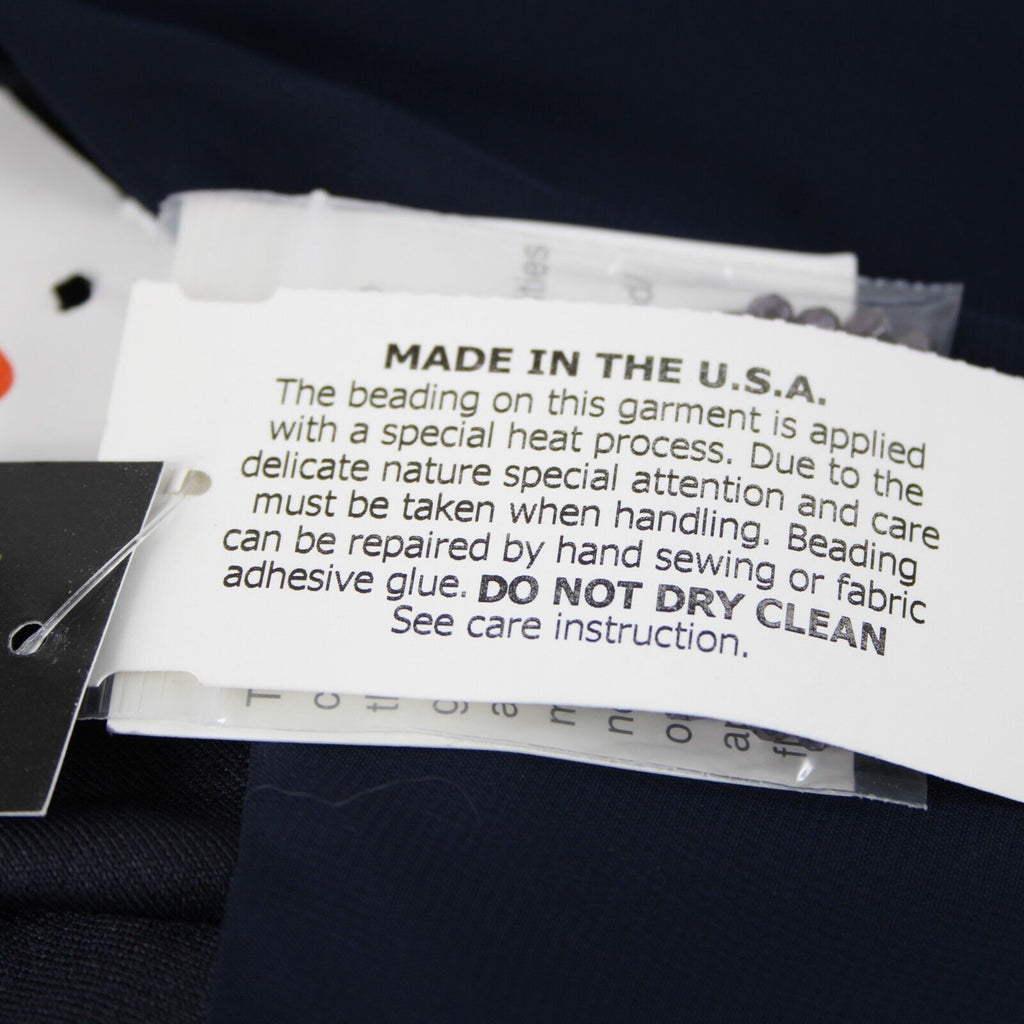 MADE IN THE U.S.A.
The beading on this garment is applied
with a special heat process. Due to the
delicate nature special attention and care
must be taken when handling. Beading
can be repaired by hand sewing or fabric
adhesive glue. DO NOT DRY CLEAN
See care instruction.